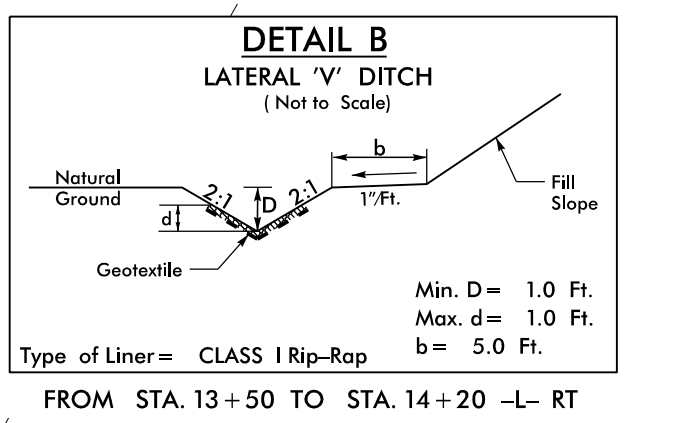 DETAIL B
LATERAL 'V' DITCH
( Not to Scale)
b
Natural
Ground
2:1
D
2:1
1"/Ft.
Fill
Slope
d
Geotextile
Min. D = 1.0 Ft.
Max. d = 1.0 Ft.
b = 5.0 Ft.
Type of Liner = CLASS I Rip-Rap
FROM STA. 13+50 TO STA. 14+20 -L- RT